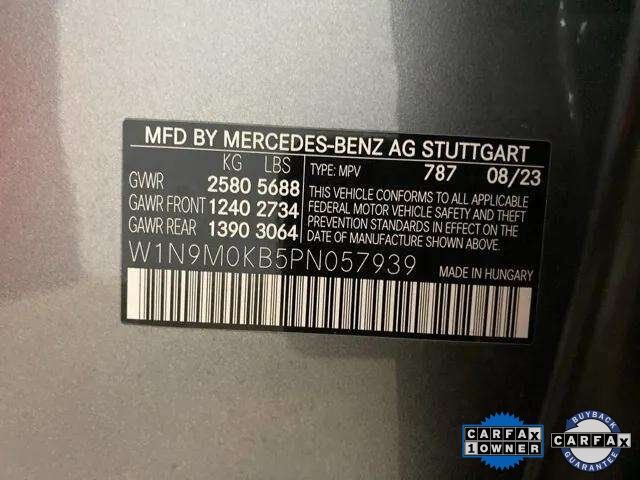 MFD BY MERCEDES-BENZ AG STUTTGART
KG LBS
GVWR 2580 5688
GAWR FRONT 1240 2734
GAWR REAR 1390 3064
TYPE: MPV 787 08/23
THIS VEHICLE CONFORMS TO ALL APPLICABLE
FEDERAL MOTOR VEHICLE SAFETY AND THEFT
PREVENTION STANDARDS IN EFFECT ON THE DATE
OF MANUFACTURE SHOWN ABOVE.
W1N9M0KB5PN057939 MADE IN HUNGARY
CARFAX
1 OWNER
BUYBACK
CARFAX
GUARANTEE